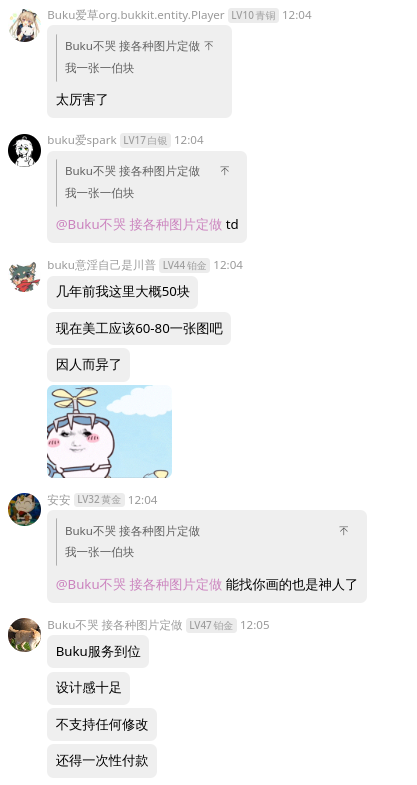 Buku爱草org.bukkit.entity.Player LV10 青铜 12:04
Buku不哭 接各种图片定做
我一张一伯块
太厉害了
buku爱spark LV17 白银 12:04
Buku不哭 接各种图片定做
我一张一伯块
@Buku不哭 接各种图片定做 td
buku意淫自己是川普 LV44 铂金 12:04
几年前我这里大概50块
现在美工应该60-80一张图吧
因人而异了
安安 LV32 黄金 12:04
Buku不哭 接各种图片定做
我一张一伯块
@Buku不哭 接各种图片定做 能找你画的也是神人了
Buku不哭 接各种图片定做 LV47 铂金 12:05
Buku服务到位
设计感十足
不支持任何修改
还得一次性付款